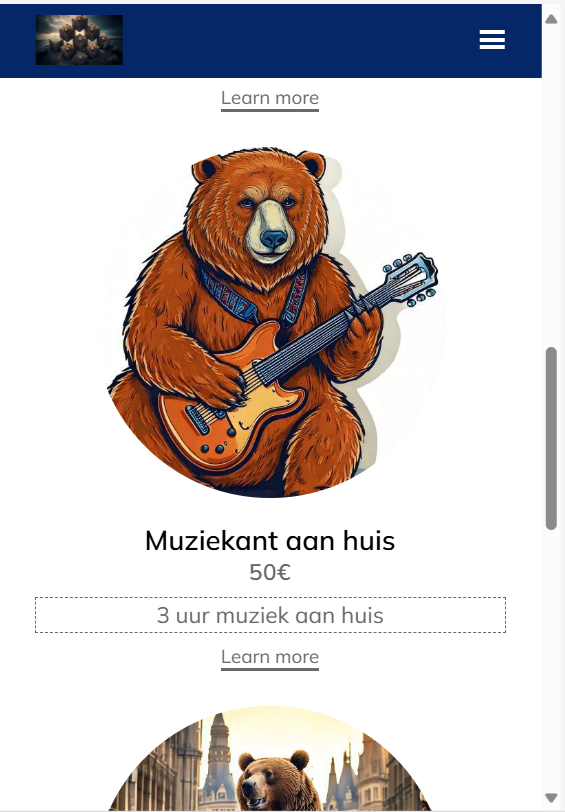 Learn more
Muziekant aan huis
50€
3 uur muziek aan huis
Learn more